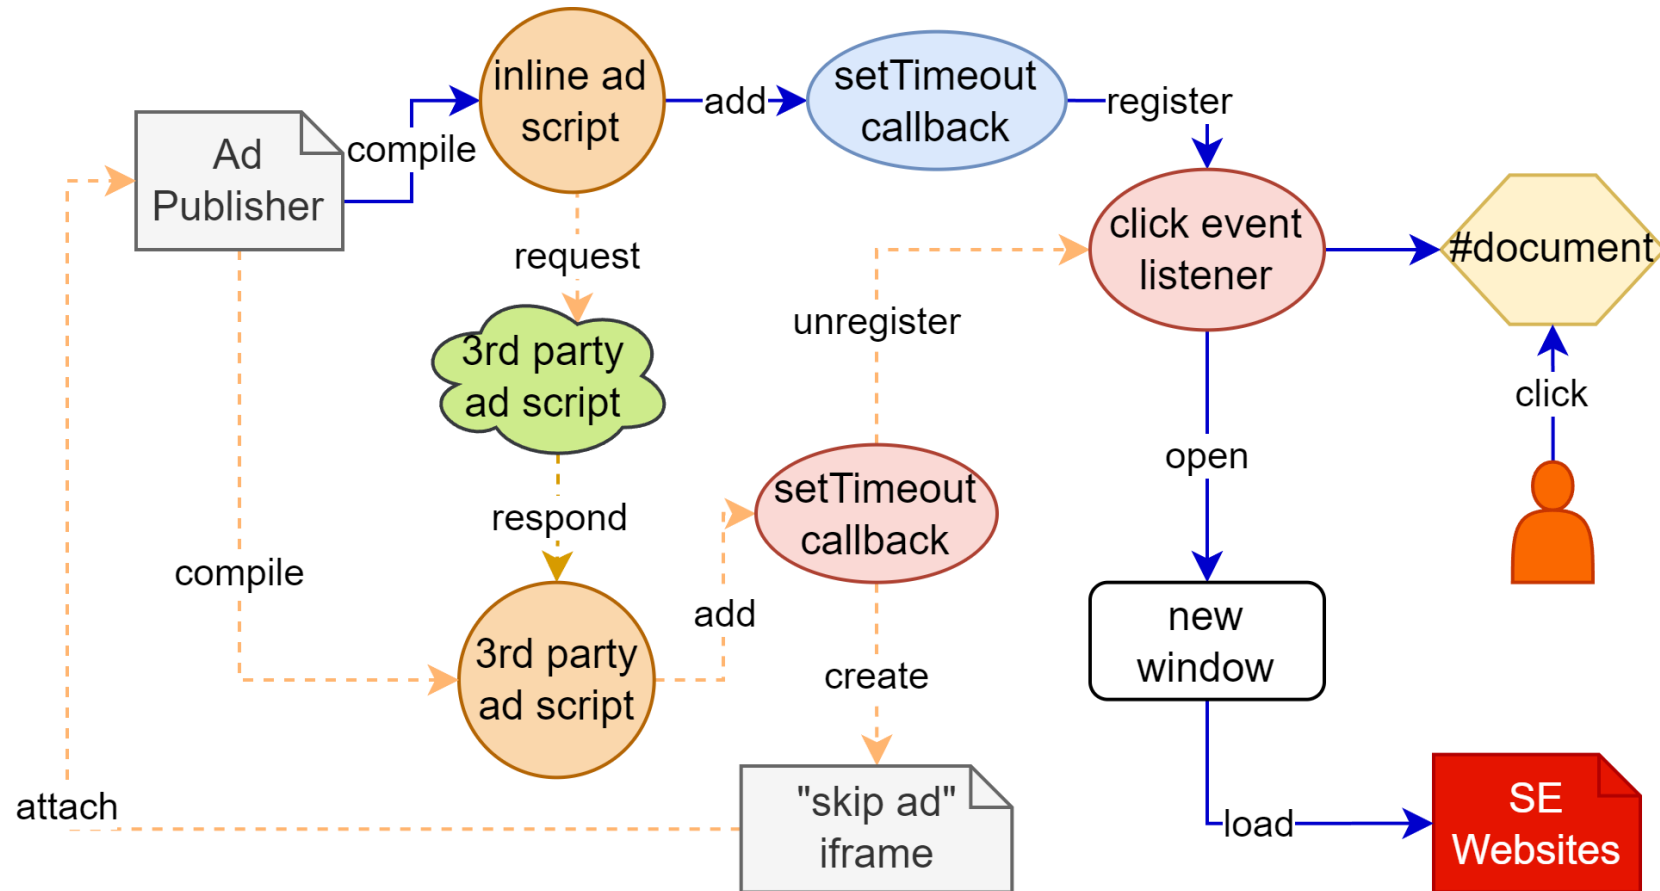 inline ad
script
add
setTimeout
callback
register
Ad
Publisher
compile
click event
listener
#document
request
unregister
3rd party
ad script
click
open
respond
setTimeout
callback
compile
add
new
window
3rd party
ad script
create
attach
"skip ad"
iframe
load
SE
Websites